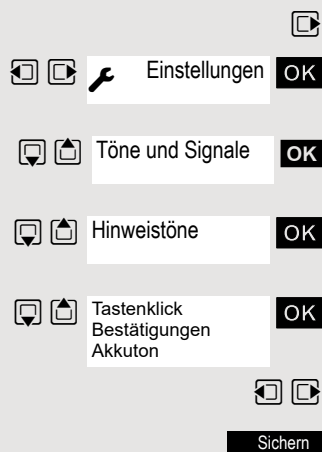 Einstellungen OK
Töne und Signale OK
Hinweistöne OK
Tastenklick OK
Bestätigungen
Akkuton
Sichern